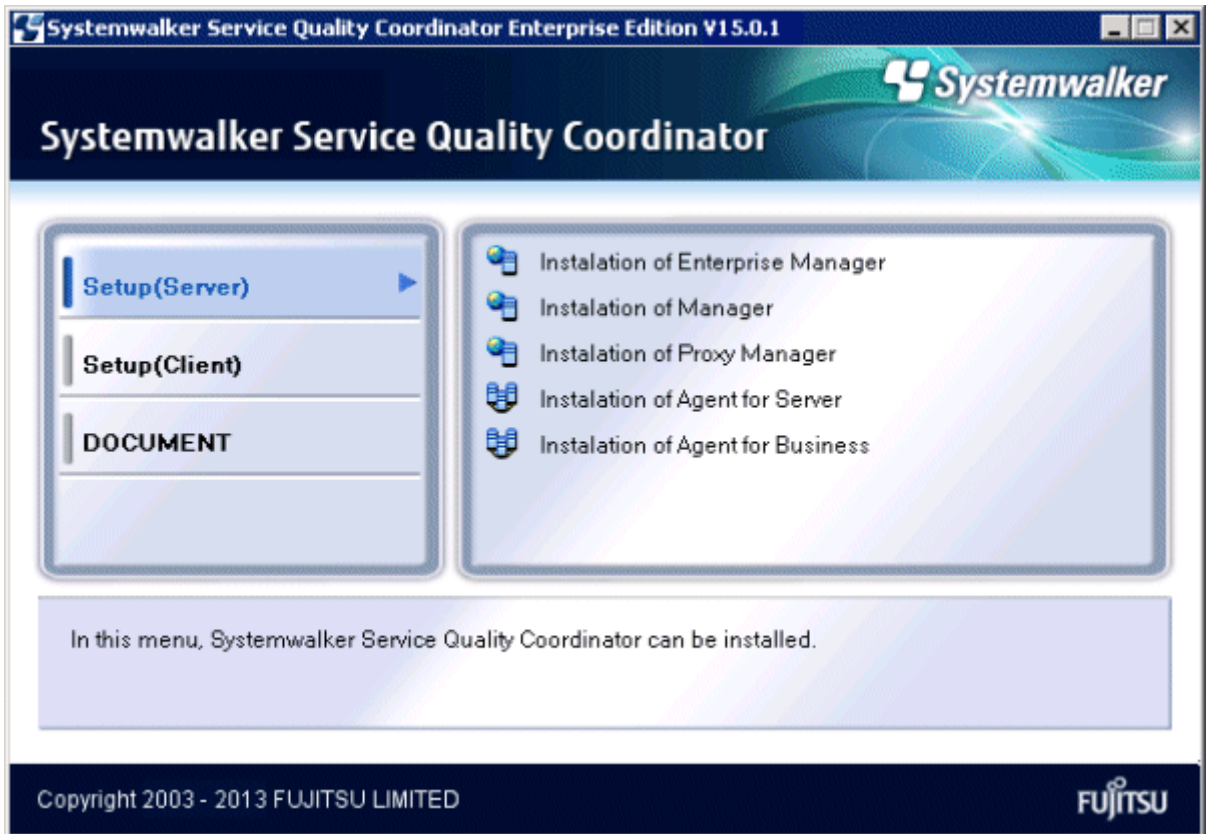 Systemwalker Service Quality Coordinator Enterprise Edition V15.0.1
Systemwalker
Systemwalker Service Quality Coordinator
Setup(Server)
Setup(Client)
DOCUMENT
Instalation of Enterprise Manager
Instalation of Manager
Instalation of Proxy Manager
Instalation of Agent for Server
Instalation of Agent for Business
In this menu, Systemwalker Service Quality Coordinator can be installed.
Copyright 2003 - 2013 FUJITSU LIMITED
FUJITSU